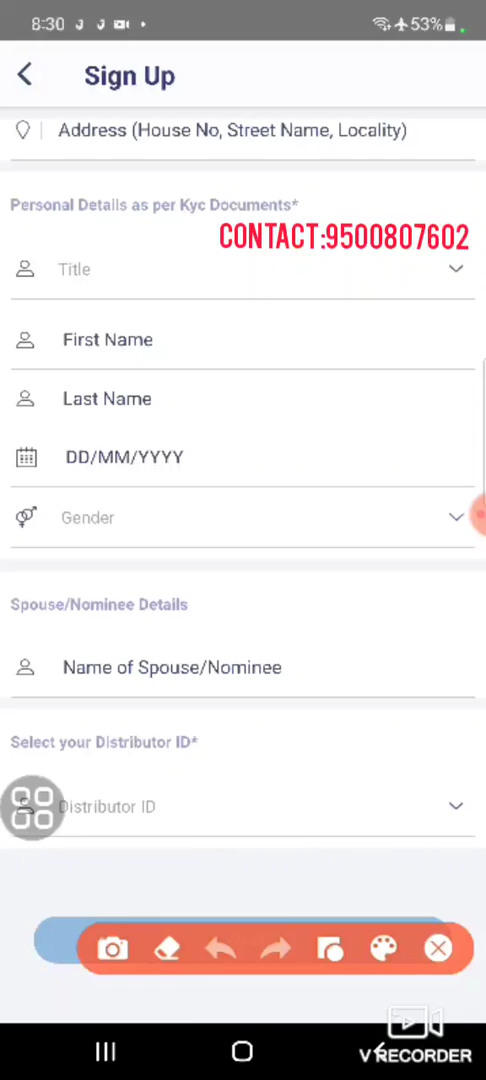 8:30
53%
Sign Up
Address (House No, Street Name, Locality)
Personal Details as per Kyc Documents*
CONTACT:9500807602
Title
First Name
Last Name
DD/MM/YYYY
Gender
Spouse/Nominee Details
Name of Spouse/Nominee
Select your Distributor ID*
Distributor ID
V RECORDER